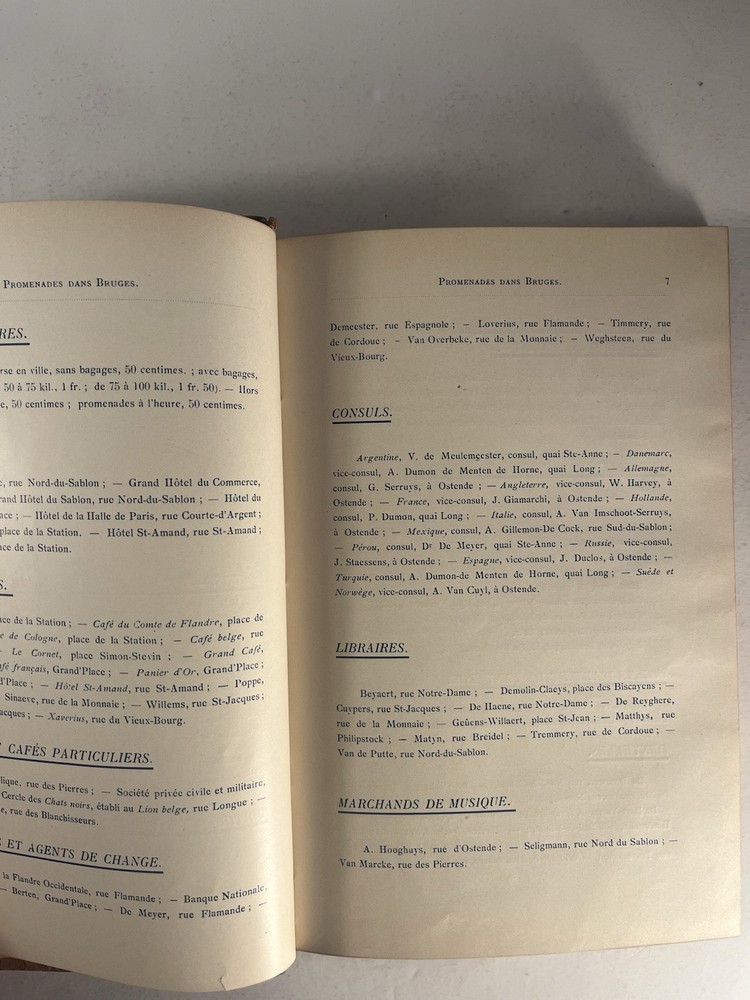 PROMENADES DANS BRUGES.
RES.
rse en ville, sans bagages, 50 centimes. ; avec bagages,
50 à 75 kil., 1 fr. ; de 75 à 100 kil., 1 fr. 50). — Hors
e, 50 centimes ; promenades à l'heure, 50 centimes.
e, rue Nord-du-Sablon ; — Grand Hôtel du Commerce,
rand Hôtel du Sablon, rue Nord-du-Sablon ; — Hôtel du
ace ; — Hôtel de la Halle de Paris, rue Courte-d'Argent ;
place de la Station. — Hôtel St-Amand, rue St-Amand ;
ace de la Station.
S.
ace de la Station ; — Café du Comte de Flandre, place de
e de Cologne, place de la Station ; — Café belge, rue
Le Cornet, place Simon-Stevin ; — Grand Café,
afé français, Grand'Place ; — Panier d'Or, Grand'Place ;
d'Place ; — Hôtel St-Amand, rue St-Amand ; — Poppe,
Sinaeve, rue de la Monnaie ; — Willems, rue St-Jacques ;
acques ; — Xaverius, rue du Vieux-Bourg.
CAFÉS PARTICULIERS.
lique, rue des Pierres ; — Société privée civile et militaire,
Cercle des Chats noirs, établi au Lion belge, rue Longue ; —
e, rue des Blanchisseurs.
ET AGENTS DE CHANGE.
la Flandre Occidentale, rue Flamande ; — Banque Nationale,
— Berten, Grand'Place ; — De Meyer, rue Flamande ; —
PROMENADES DANS BRUGES. 7
Demeester. rue Espagnole ; — Loverius, rue Flamande ; — Timmery, rue
de Cordoue ; — Van Overbeke, rue de la Monnaie ; — Weghsteen, rue du
Vieux-Bourg.
CONSULS.
Argentine, V. de Meulemeester, consul, quai Ste-Anne ; — Danemarc,
vice-consul, A. Dumon de Menten de Horne, quai Long ; — Allemagne,
consul, G. Serruys, à Ostende ; — Angleterre, vice-consul, W. Harvey, à
Ostende ; — France, vice-consul, J. Giamarchi, à Ostende ; — Hollande,
consul, P. Dumon, quai Long ; — Italie, consul, A. Van Imschoot-Serruys,
à Ostende ; — Mexique, consul, A. Gillemon-De Cock, rue Sud-du-Sablon ;
— Pérou, consul, Dr De Meyer, quai Ste-Anne ; — Russie, vice-consul,
J. Staessens, à Ostende ; — Espagne, vice-consul, J. Duclos, à Ostende ; —
Turquie, consul, A. Dumon-de Menten de Horne, quai Long ; — Suède et
Norwége, vice-consul, A. Van Cuyl, à Ostende.
LIBRAIRES.
Beyaert, rue Notre-Dame ; — Demolin-Claeys, place des Biscayens ; —
Cuypers, rue St-Jacques ; — De Haene, rue Notre-Dame ; — De Reyghere,
rue de la Monnaie ; — Geûens-Willaert, place St-Jean ; — Matthys, rue
Philipstock ; — Matyn, rue Breidel ; — Tremmery, rue de Cordoue ; —
Van de Putte, rue Nord-du-Sablon.
MARCHANDS DE MUSIQUE.
A. Hooghuys, rue d'Ostende ; — Seligmann, rue Nord du Sablon ; —
Van Marcke, rue des Pierres.